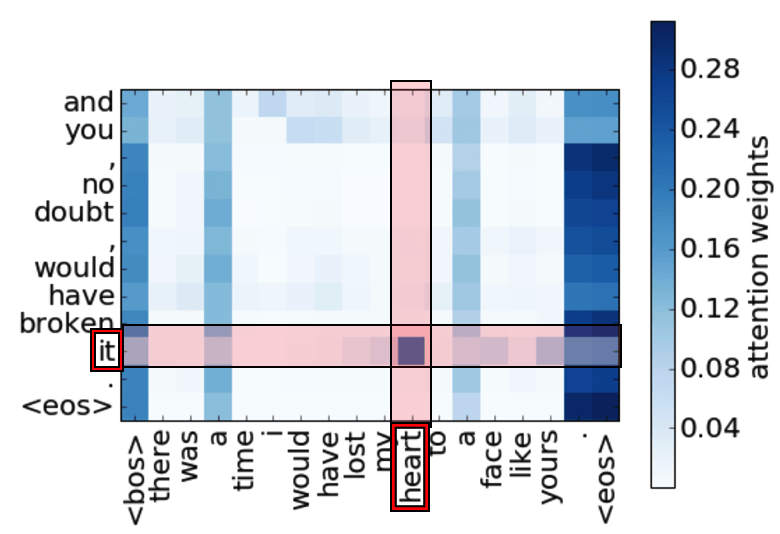 and
you
,
no
doubt
,
would
have
broken
it
.
<eos>
<bos>
there
was
a
time
i
would
have
lost
my
heart
to
a
face
like
yours
.
<eos>
0.28
0.24
0.20
0.16
0.12
0.08
0.04
attention weights